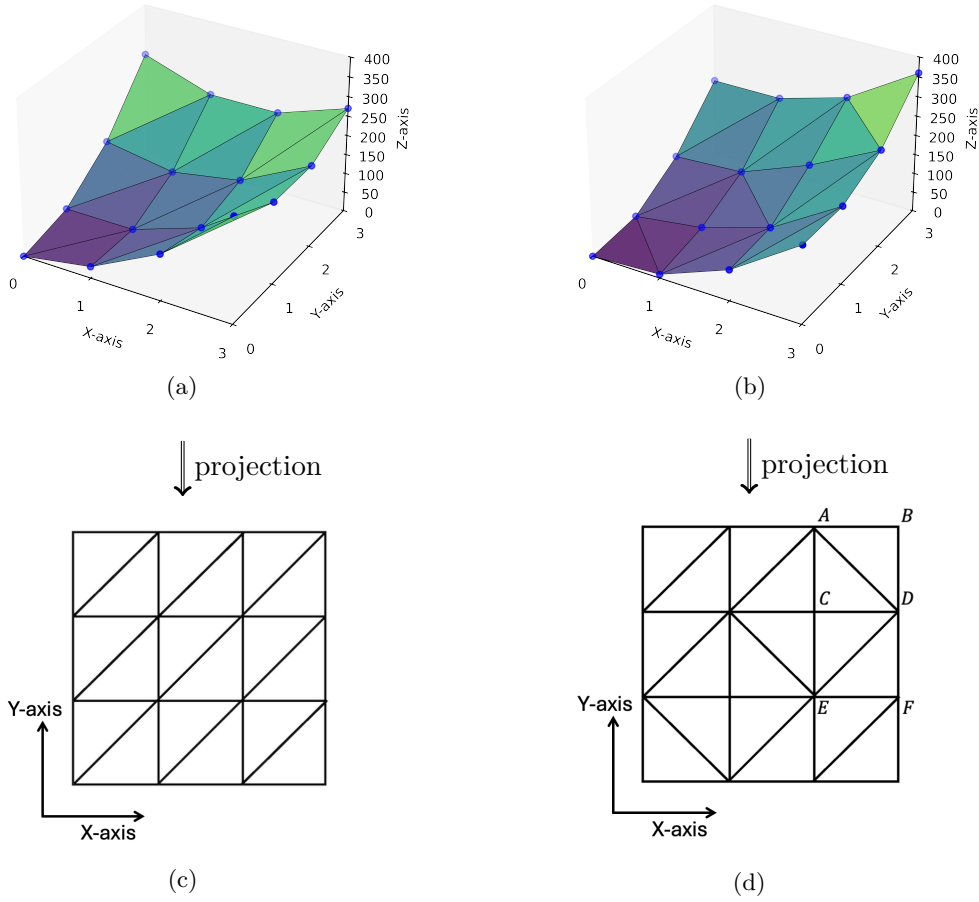 400
350
300
250
200
150
100
50
0
Z-axis
0
1
2
3
X-axis
0
1
2
3
Y-axis
(a)
400
350
300
250
200
150
100
50
0
Z-axis
0
1
2
3
X-axis
0
1
2
3
Y-axis
(b)
projection
projection
Y-axis
X-axis
(c)
A B
C D
E F
Y-axis
X-axis
(d)